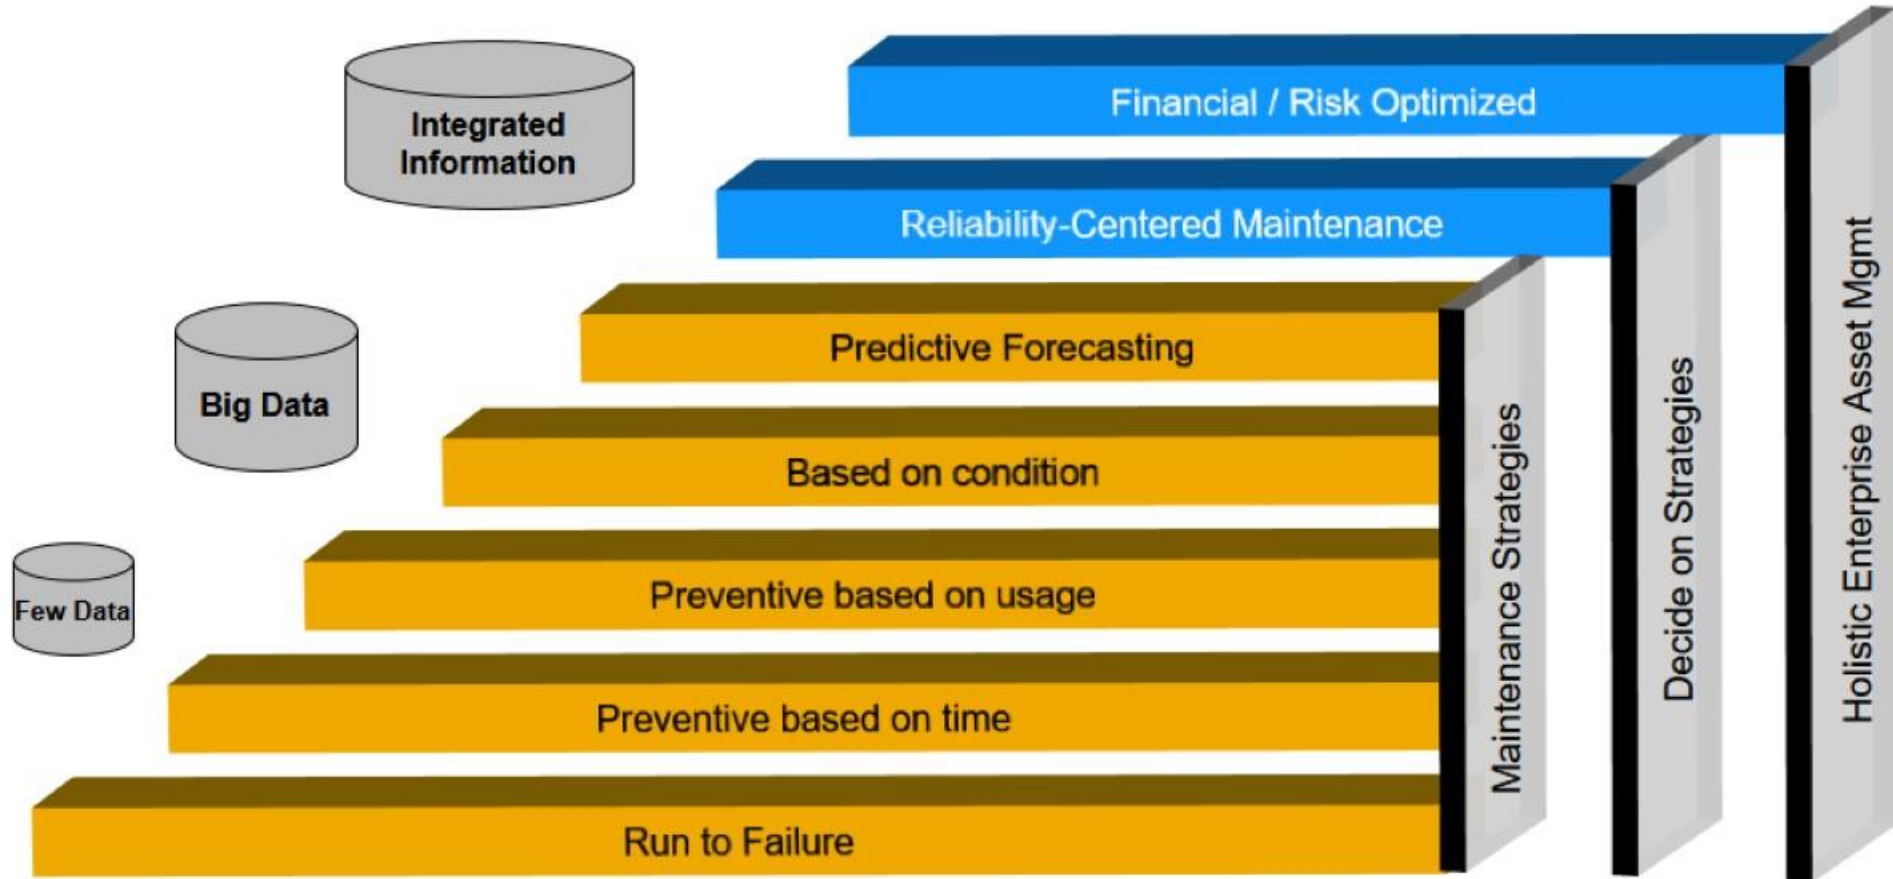 Integrated
Information
Financial / Risk Optimized
Reliability-Centered Maintenance
Big Data
Predictive Forecasting
Based on condition
Few Data
Preventive based on usage
Preventive based on time
Run to Failure
Maintenance Strategies
Decide on Strategies
Holistic Enterprise Asset Mgmt